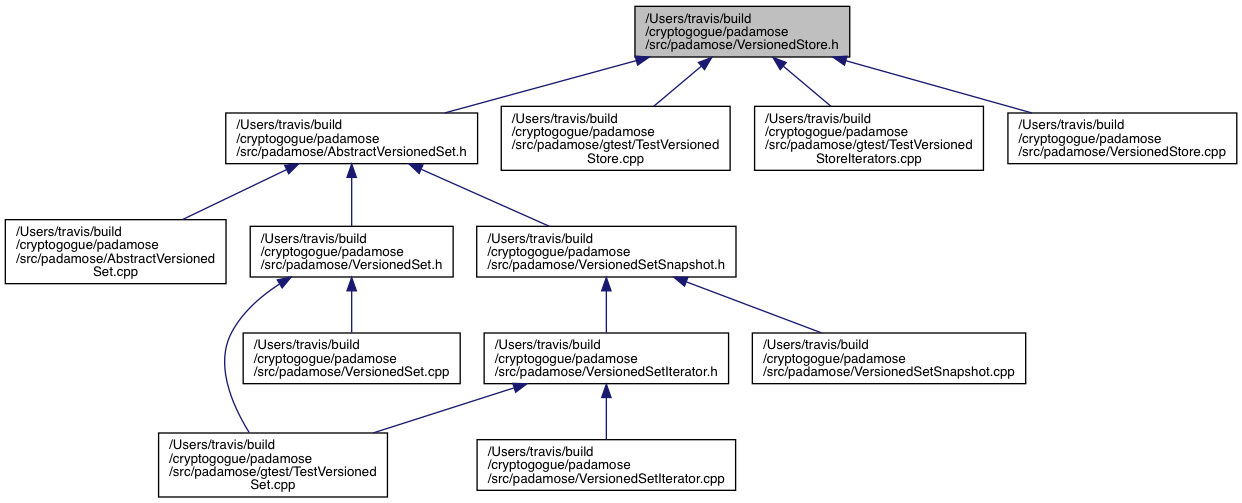 /Users/travis/build
/cryptogogue/padamose
/src/padamose/VersionedStore.h
/Users/travis/build
/cryptogogue/padamose
/src/padamose/AbstractVersionedSet.h
/Users/travis/build
/cryptogogue/padamose
/src/padamose/gtest/TestVersioned
Store.cpp
/Users/travis/build
/cryptogogue/padamose
/src/padamose/gtest/TestVersioned
StoreIterators.cpp
/Users/travis/build
/cryptogogue/padamose
/src/padamose/VersionedStore.cpp
/Users/travis/build
/cryptogogue/padamose
/src/padamose/AbstractVersioned
Set.cpp
/Users/travis/build
/cryptogogue/padamose
/src/padamose/VersionedSet.h
/Users/travis/build
/cryptogogue/padamose
/src/padamose/VersionedSetSnapshot.h
/Users/travis/build
/cryptogogue/padamose
/src/padamose/VersionedSet.cpp
/Users/travis/build
/cryptogogue/padamose
/src/padamose/VersionedSetIterator.h
/Users/travis/build
/cryptogogue/padamose
/src/padamose/VersionedSetSnapshot.cpp
/Users/travis/build
/cryptogogue/padamose
/src/padamose/gtest/TestVersioned
Set.cpp
/Users/travis/build
/cryptogogue/padamose
/src/padamose/VersionedSetIterator.cpp